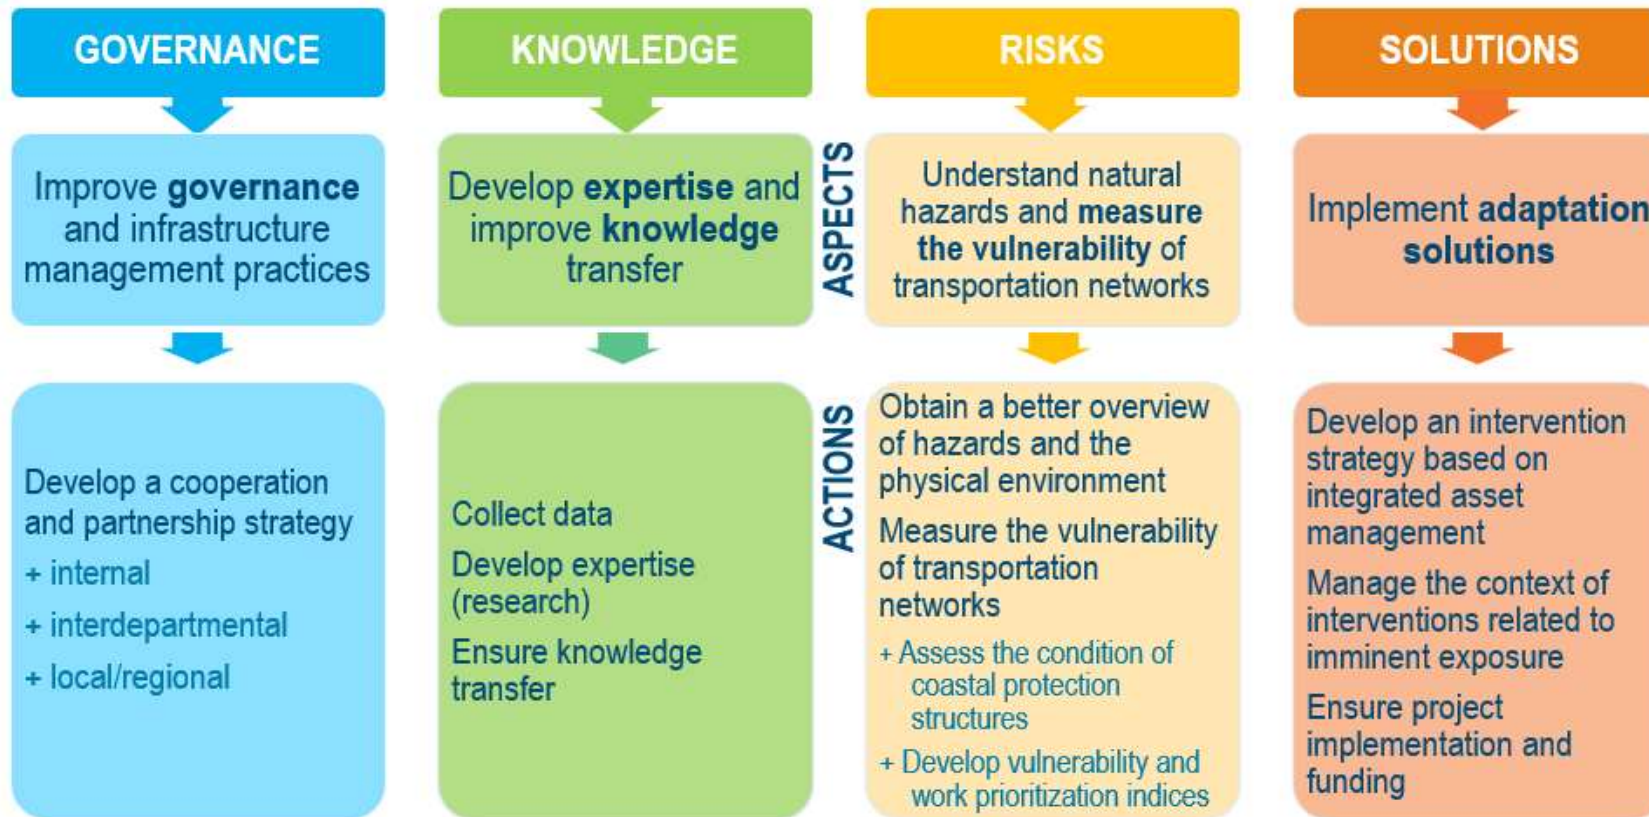 GOVERNANCE
Improve governance
and infrastructure
management practices
Develop a cooperation
and partnership strategy
+ internal
+ interdepartmental
+ local/regional
KNOWLEDGE
Develop expertise and
improve knowledge
transfer
Collect data
Develop expertise
(research)
Ensure knowledge
transfer
ASPECTS
ACTIONS
RISKS
Understand natural
hazards and measure
the vulnerability of
transportation networks
Obtain a better overview
of hazards and the
physical environment
Measure the vulnerability
of transportation
networks
+ Assess the condition of
coastal protection
structures
+ Develop vulnerability and
work prioritization indices
SOLUTIONS
Implement adaptation
solutions
Develop an intervention
strategy based on
integrated asset
management
Manage the context of
interventions related to
imminent exposure
Ensure project
implementation and
funding